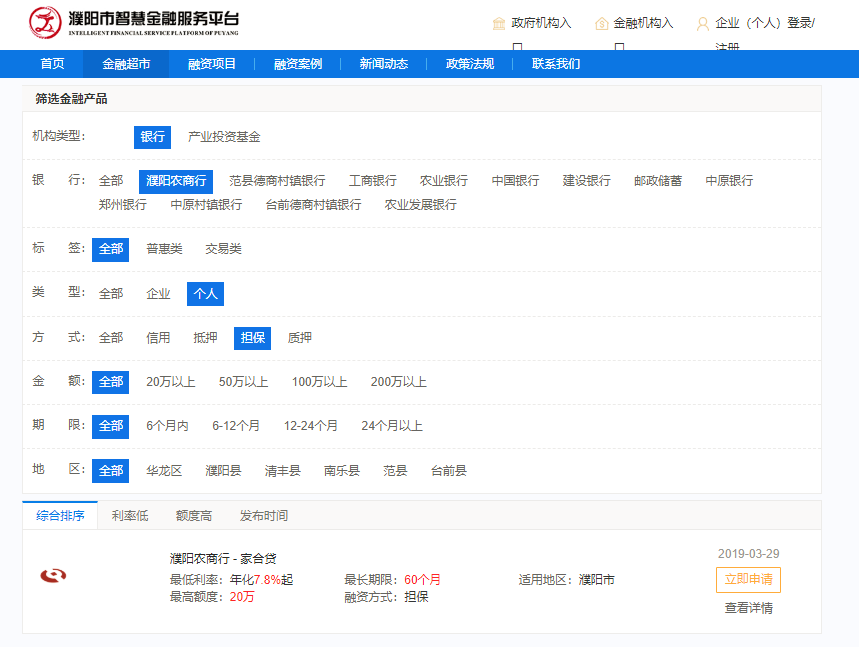 濮阳市智慧金融服务平台
INTELLIGENT FINANCIAL SERVICE PLATFORM OF PUYANG
政府机构入口 金融机构入口 企业（个人）登录/注册
首页 金融超市 融资项目 融资案例 新闻动态 政策法规 联系我们
筛选金融产品
机构类型: 银行 产业投资基金
银 行: 全部 濮阳农商行 范县德商村镇银行 工商银行 农业银行 中国银行 建设银行 邮政储蓄 中原银行
郑州银行 中原村镇银行 台前德商村镇银行 农业发展银行
标 签: 全部 普惠类 交易类
类 型: 全部 企业 个人
方 式: 全部 信用 抵押 担保 质押
金 额: 全部 20万以上 50万以上 100万以上 200万以上
期 限: 全部 6个月内 6-12个月 12-24个月 24个月以上
地 区: 全部 华龙区 濮阳县 清丰县 南乐县 范县 台前县
综合排序 利率低 额度高 发布时间
濮阳农商行 - 家合贷
最低利率: 年化7.8%起 最长期限: 60个月 适用地区: 濮阳市
最高额度: 20万 融资方式: 担保
2019-03-29
立即申请
查看详情